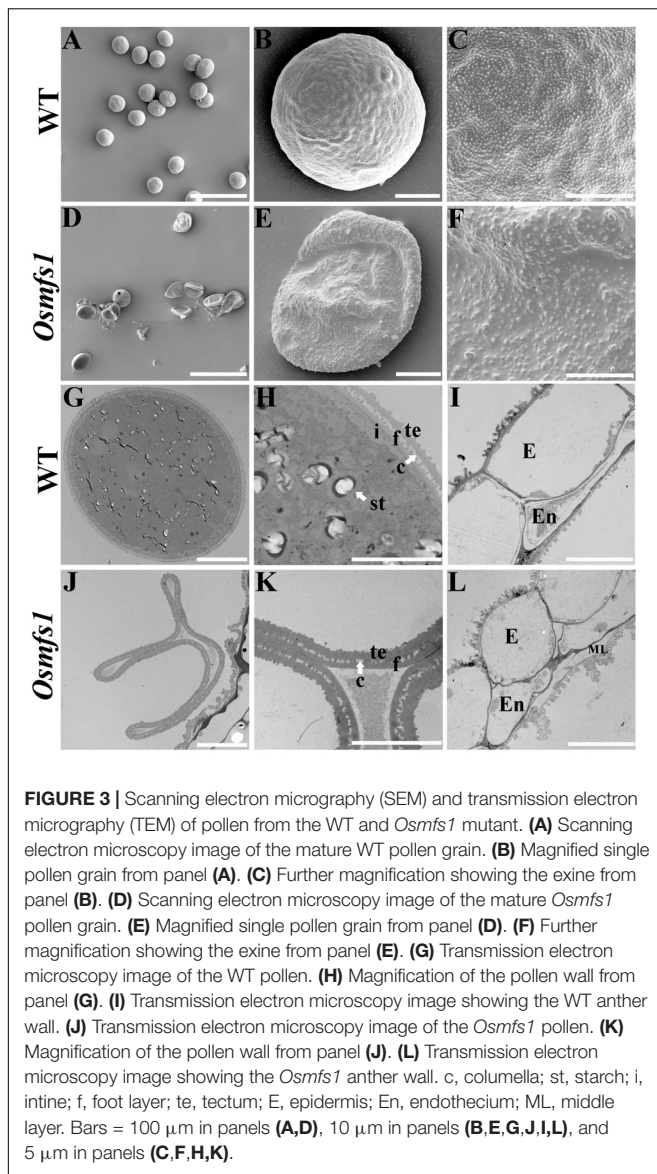 A
B
C
WT
D
E
F
Osmfs1
G
H
I
WT
i
f
te
c
st
E
En
J
K
L
Osmfs1
te
f
c
E
ML
En
FIGURE 3 | Scanning electron micrography (SEM) and transmission electron
micrography (TEM) of pollen from the WT and Osmfs1 mutant. (A) Scanning
electron microscopy image of the mature WT pollen grain. (B) Magnified single
pollen grain from panel (A). (C) Further magnification showing the exine from
panel (B). (D) Scanning electron microscopy image of the mature Osmfs1
pollen grain. (E) Magnified single pollen grain from panel (D). (F) Further
magnification showing the exine from panel (E). (G) Transmission electron
microscopy image of the WT pollen. (H) Magnification of the pollen wall from
panel (G). (I) Transmission electron microscopy image showing the WT anther
wall. (J) Transmission electron microscopy image of the Osmfs1 pollen. (K)
Magnification of the pollen wall from panel (J). (L) Transmission electron
microscopy image showing the Osmfs1 anther wall. c, columella; st, starch; i,
intine; f, foot layer; te, tectum; E, epidermis; En, endothecium; ML, middle
layer. Bars = 100 μm in panels (A,D), 10 μm in panels (B,E,G,J,I,L), and
5 μm in panels (C,F,H,K).